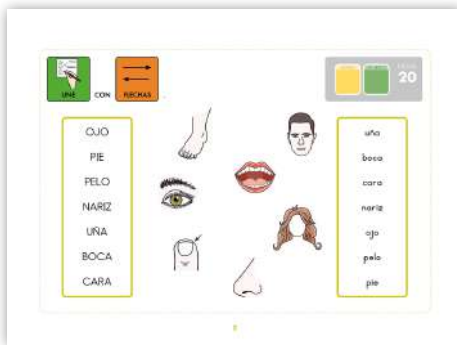 UNE CON FLECHAS
20
OJO
PIE
PELO
NARIZ
UÑA
BOCA
CARA
uña
boca
cara
nariz
ojo
pelo
pie